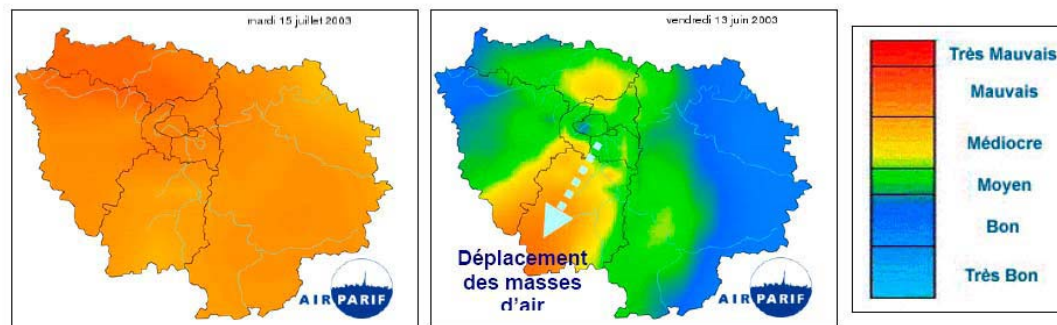 mardi 15 juillet 2003
AIRPARIF
vendredi 13 juin 2003
Déplacement
des masses
d'air
AIRPARIF
Très Mauvais
Mauvais
Médiocre
Moyen
Bon
Très Bon